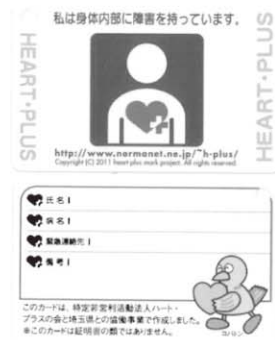 私は身体内部に障害を持っています。
HEART・PLUS
HEART・PLUS
http://www.normanet.ne.jp/~h-plus/
Copyright (C) 2011 heart plus mark project. All rights reserved.
氏 名 :
病 名 :
緊急連絡先 :
備 考 :
このカードは、特定非営利活動法人ハート・
プラスの会と埼玉県との協働事業で作成しました。
※このカードは証明書の類ではありません。
コバトン